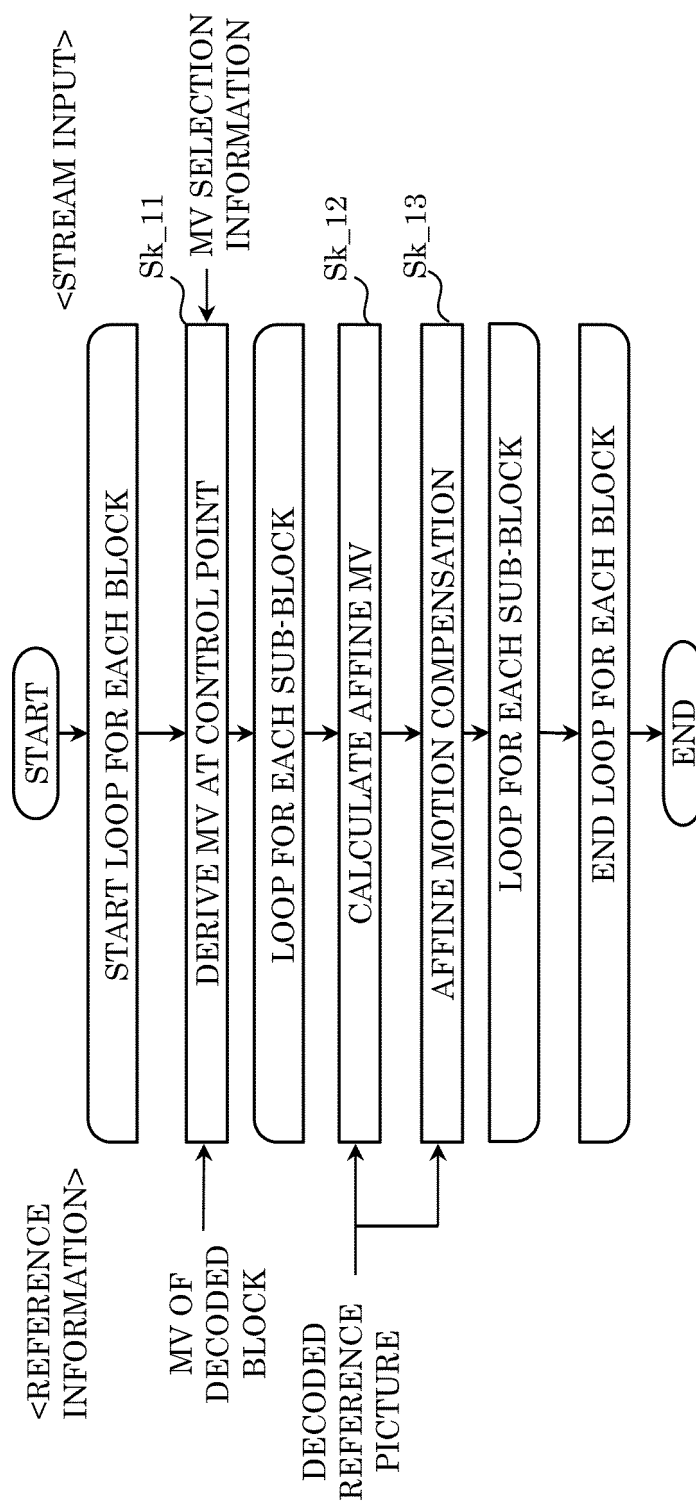 <REFERENCE
INFORMATION>
<STREAM INPUT>
START
START LOOP FOR EACH BLOCK
MV OF
DECODED
BLOCK
DERIVE MV AT CONTROL POINT
Sk_11
MV SELECTION
INFORMATION
LOOP FOR EACH SUB-BLOCK
DECODED
REFERENCE
PICTURE
CALCULATE AFFINE MV
Sk_12
AFFINE MOTION COMPENSATION
Sk_13
LOOP FOR EACH SUB-BLOCK
END LOOP FOR EACH BLOCK
END